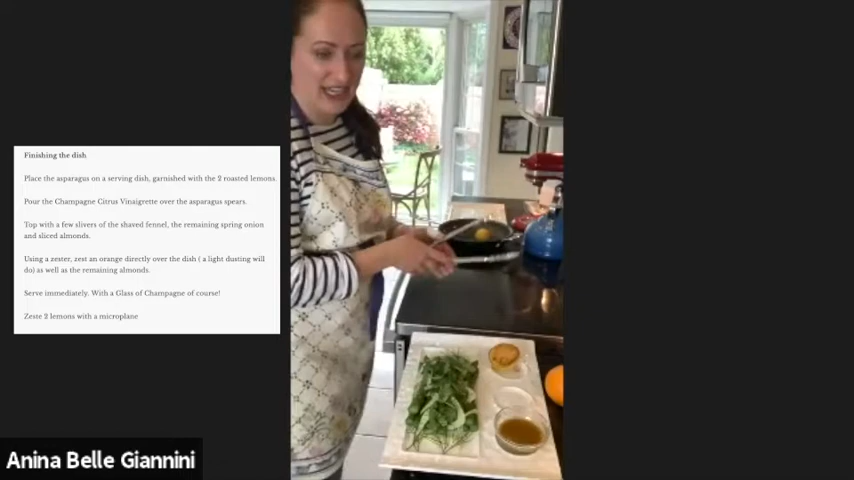 Finishing the dish
Place the asparagus on a serving dish, garnished with the 2 roasted lemons.
Pour the Champagne Citrus Vinaigrette over the asparagus spears.
Top with a few slivers of the shaved fennel, the remaining spring onion
and sliced almonds.
Using a zester, zest an orange directly over the dish ( a light dusting will
do) as well as the remaining almonds.
Serve immediately. With a Glass of Champagne of course!
Zeste 2 lemons with a microplane
Anina Belle Giannini